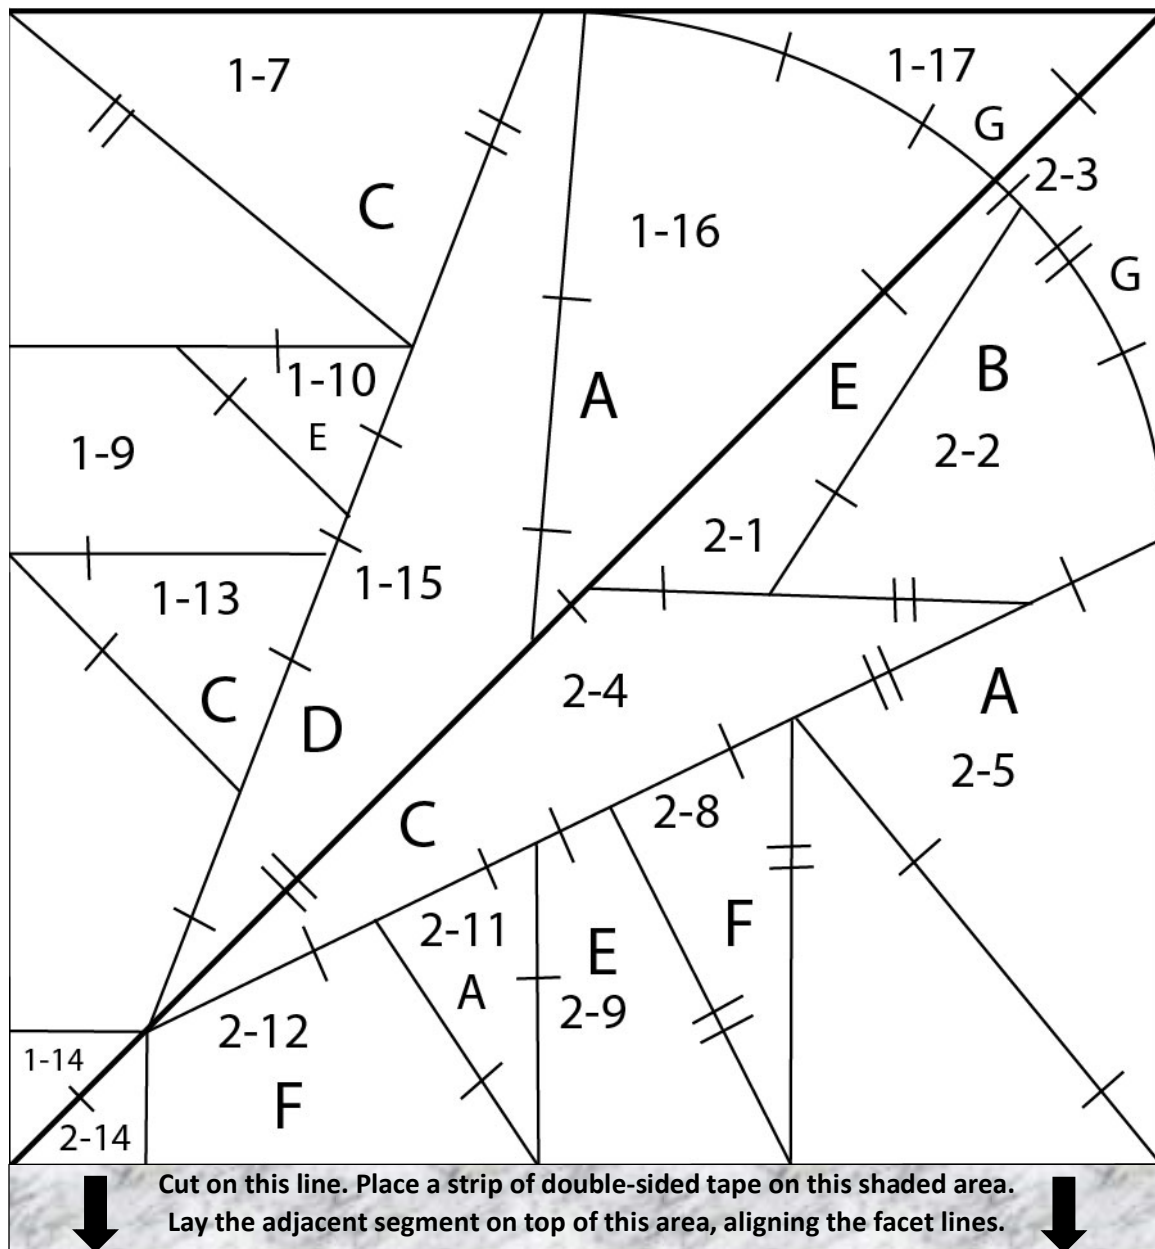 1-7
1-17
G
2-3
C
1-16
G
1-10
E
A
E
B
1-9
2-2
2-1
1-13
1-15
C
D
2-4
A
2-5
C
2-8
2-11
A
E
2-9
F
2-12
F
1-14
2-14
Cut on this line. Place a strip of double-sided tape on this shaded area.
Lay the adjacent segment on top of this area, aligning the facet lines.